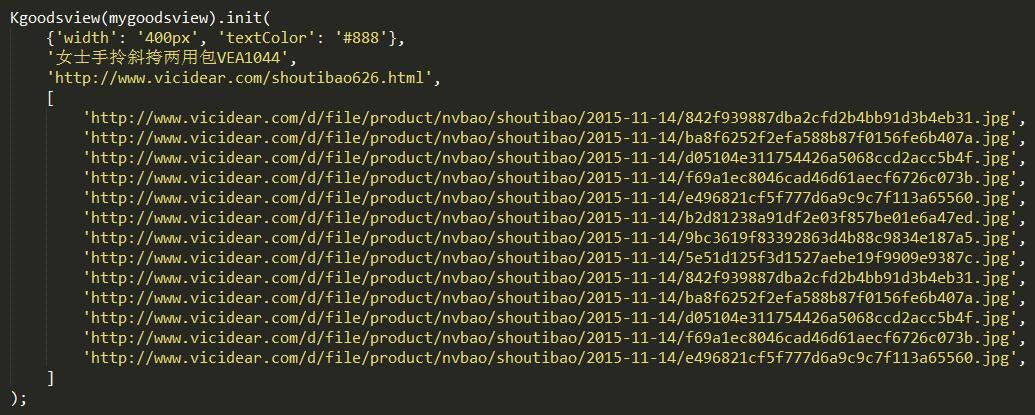 Kgoodsview(mygoodsview).init(
    {'width': '400px', 'textColor': '#888'},
    '女士手拎斜挎两用包VEA1044',
    'http://www.vicidear.com/shoutibao626.html',
    [
        'http://www.vicidear.com/d/file/product/nvbao/shoutibao/2015-11-14/842f939887dba2cfd2b4bb91d3b4eb31.jpg',
        'http://www.vicidear.com/d/file/product/nvbao/shoutibao/2015-11-14/ba8f6252f2efa588b87f0156fe6b407a.jpg',
        'http://www.vicidear.com/d/file/product/nvbao/shoutibao/2015-11-14/d05104e311754426a5068ccd2acc5b4f.jpg',
        'http://www.vicidear.com/d/file/product/nvbao/shoutibao/2015-11-14/f69a1ec8046cad46d61aecf6726c073b.jpg',
        'http://www.vicidear.com/d/file/product/nvbao/shoutibao/2015-11-14/e496821cf5f777d6a9c9c7f113a65560.jpg',
        'http://www.vicidear.com/d/file/product/nvbao/shoutibao/2015-11-14/b2d81238a91df2e03f857be01e6a47ed.jpg',
        'http://www.vicidear.com/d/file/product/nvbao/shoutibao/2015-11-14/9bc3619f83392863d4b88c9834e187a5.jpg',
        'http://www.vicidear.com/d/file/product/nvbao/shoutibao/2015-11-14/5e51d125f3d1527aebe19f9909e9387c.jpg',
        'http://www.vicidear.com/d/file/product/nvbao/shoutibao/2015-11-14/842f939887dba2cfd2b4bb91d3b4eb31.jpg',
        'http://www.vicidear.com/d/file/product/nvbao/shoutibao/2015-11-14/ba8f6252f2efa588b87f0156fe6b407a.jpg',
        'http://www.vicidear.com/d/file/product/nvbao/shoutibao/2015-11-14/d05104e311754426a5068ccd2acc5b4f.jpg',
        'http://www.vicidear.com/d/file/product/nvbao/shoutibao/2015-11-14/f69a1ec8046cad46d61aecf6726c073b.jpg',
        'http://www.vicidear.com/d/file/product/nvbao/shoutibao/2015-11-14/e496821cf5f777d6a9c9c7f113a65560.jpg',
    ]
);